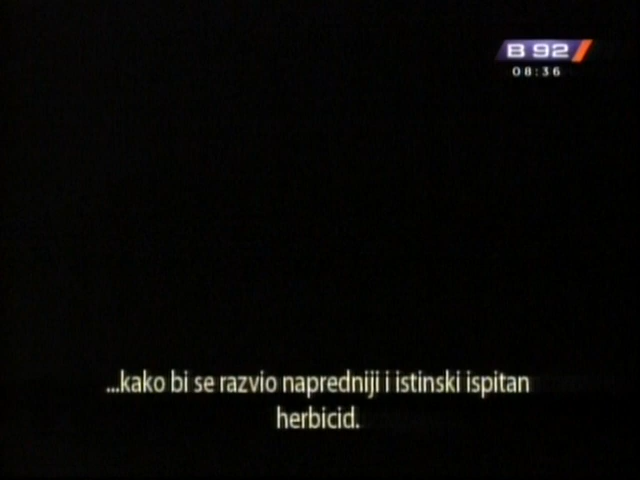 B 92
08:36
...kako bi se razvio napredniji i istinski ispitan
herbicid.